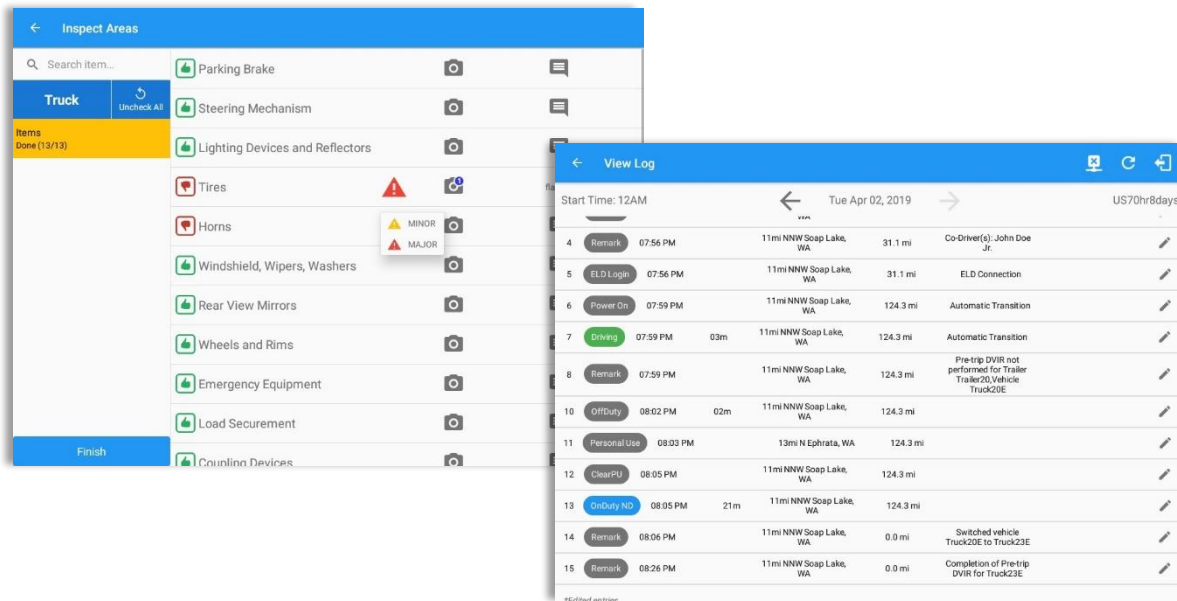 Inspect Areas
Search item...
Truck
Uncheck All
Items
Done (13/13)
Finish
Parking Brake
Steering Mechanism
Lighting Devices and Reflectors
Tires
1
Horns
MINOR
MAJOR
Windshield, Wipers, Washers
Rear View Mirrors
Wheels and Rims
Emergency Equipment
Load Securement
Coupling Devices
View Log
Start Time: 12AM
Tue Apr 02, 2019
US70hr8days
WA
4 Remark 07:56 PM 11mi NNW Soap Lake, WA 31.1 mi Co-Driver(s): John Doe Jr.
5 ELD Login 07:56 PM 11mi NNW Soap Lake, WA 31.1 mi ELD Connection
6 Power On 07:59 PM 11mi NNW Soap Lake, WA 124.3 mi Automatic Transition
7 Driving 07:59 PM 03m 11mi NNW Soap Lake, WA 124.3 mi Automatic Transition
8 Remark 07:59 PM 11mi NNW Soap Lake, WA 124.3 mi Pre-trip DVIR not performed for Trailer Trailer20,Vehicle Truck20E
10 OffDuty 08:02 PM 02m 11mi NNW Soap Lake, WA 124.3 mi
11 Personal Use 08:03 PM 13mi N Ephrata, WA 124.3 mi
12 ClearPU 08:05 PM 11mi NNW Soap Lake, WA 124.3 mi
13 OnDuty ND 08:05 PM 21m 11mi NNW Soap Lake, WA 124.3 mi
14 Remark 08:06 PM 11mi NNW Soap Lake, WA 0.0 mi Switched vehicle Truck20E to Truck23E
15 Remark 08:26 PM 11mi NNW Soap Lake, WA 0.0 mi Completion of Pre-trip DVIR for Truck23E
*Edited entries